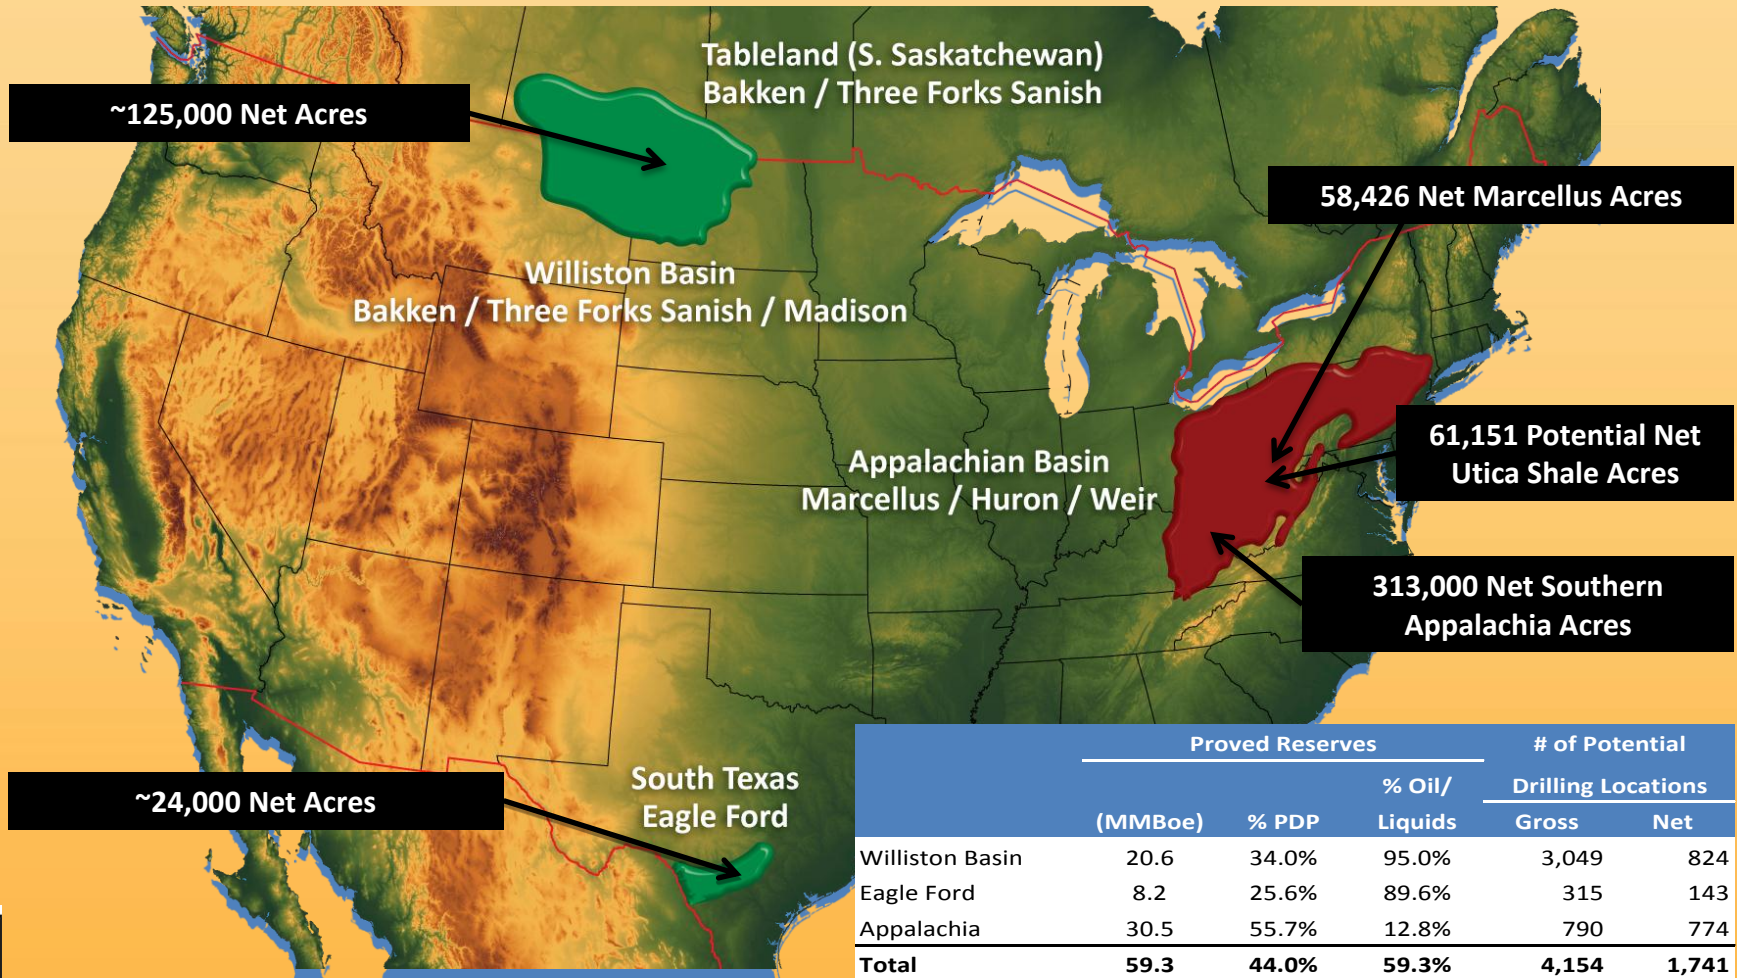 Tableland (S. Saskatchewan)
Bakken / Three Forks Sanish
~125,000 Net Acres
58,426 Net Marcellus Acres
Williston Basin
Bakken / Three Forks Sanish / Madison
61,151 Potential Net
Utica Shale Acres
Appalachian Basin
Marcellus / Huron / Weir
313,000 Net Southern
Appalachia Acres
South Texas
Eagle Ford
~24,000 Net Acres
Proved Reserves # of Potential
% Oil/ Drilling Locations
(MMBoe) % PDP Liquids Gross Net
Williston Basin 20.6 34.0% 95.0% 3,049 824
Eagle Ford 8.2 25.6% 89.6% 315 143
Appalachia 30.5 55.7% 12.8% 790 774
Total 59.3 44.0% 59.3% 4,154 1,741